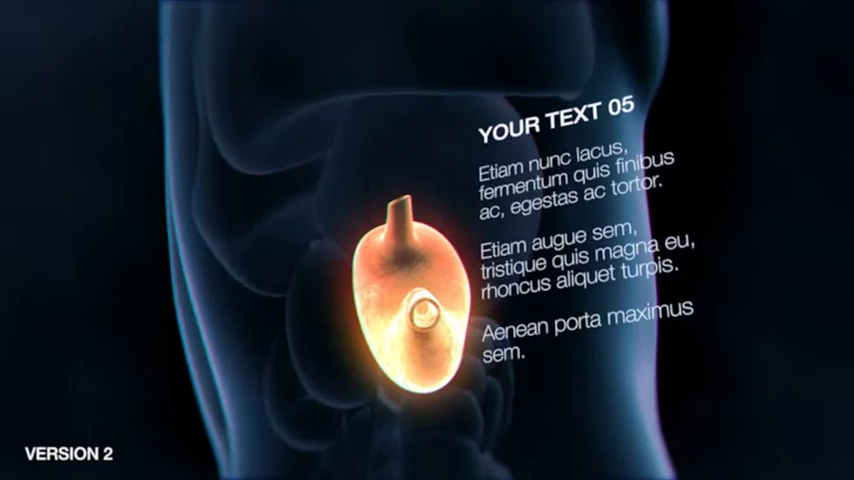 YOUR TEXT 05
Etiam nunc lacus,
fermentum quis finibus
ac, egestas ac tortor.
Etiam augue sem,
tristique quis magna eu,
rhoncus aliquet turpis.
Aenean porta maximus
sem.
VERSION 2